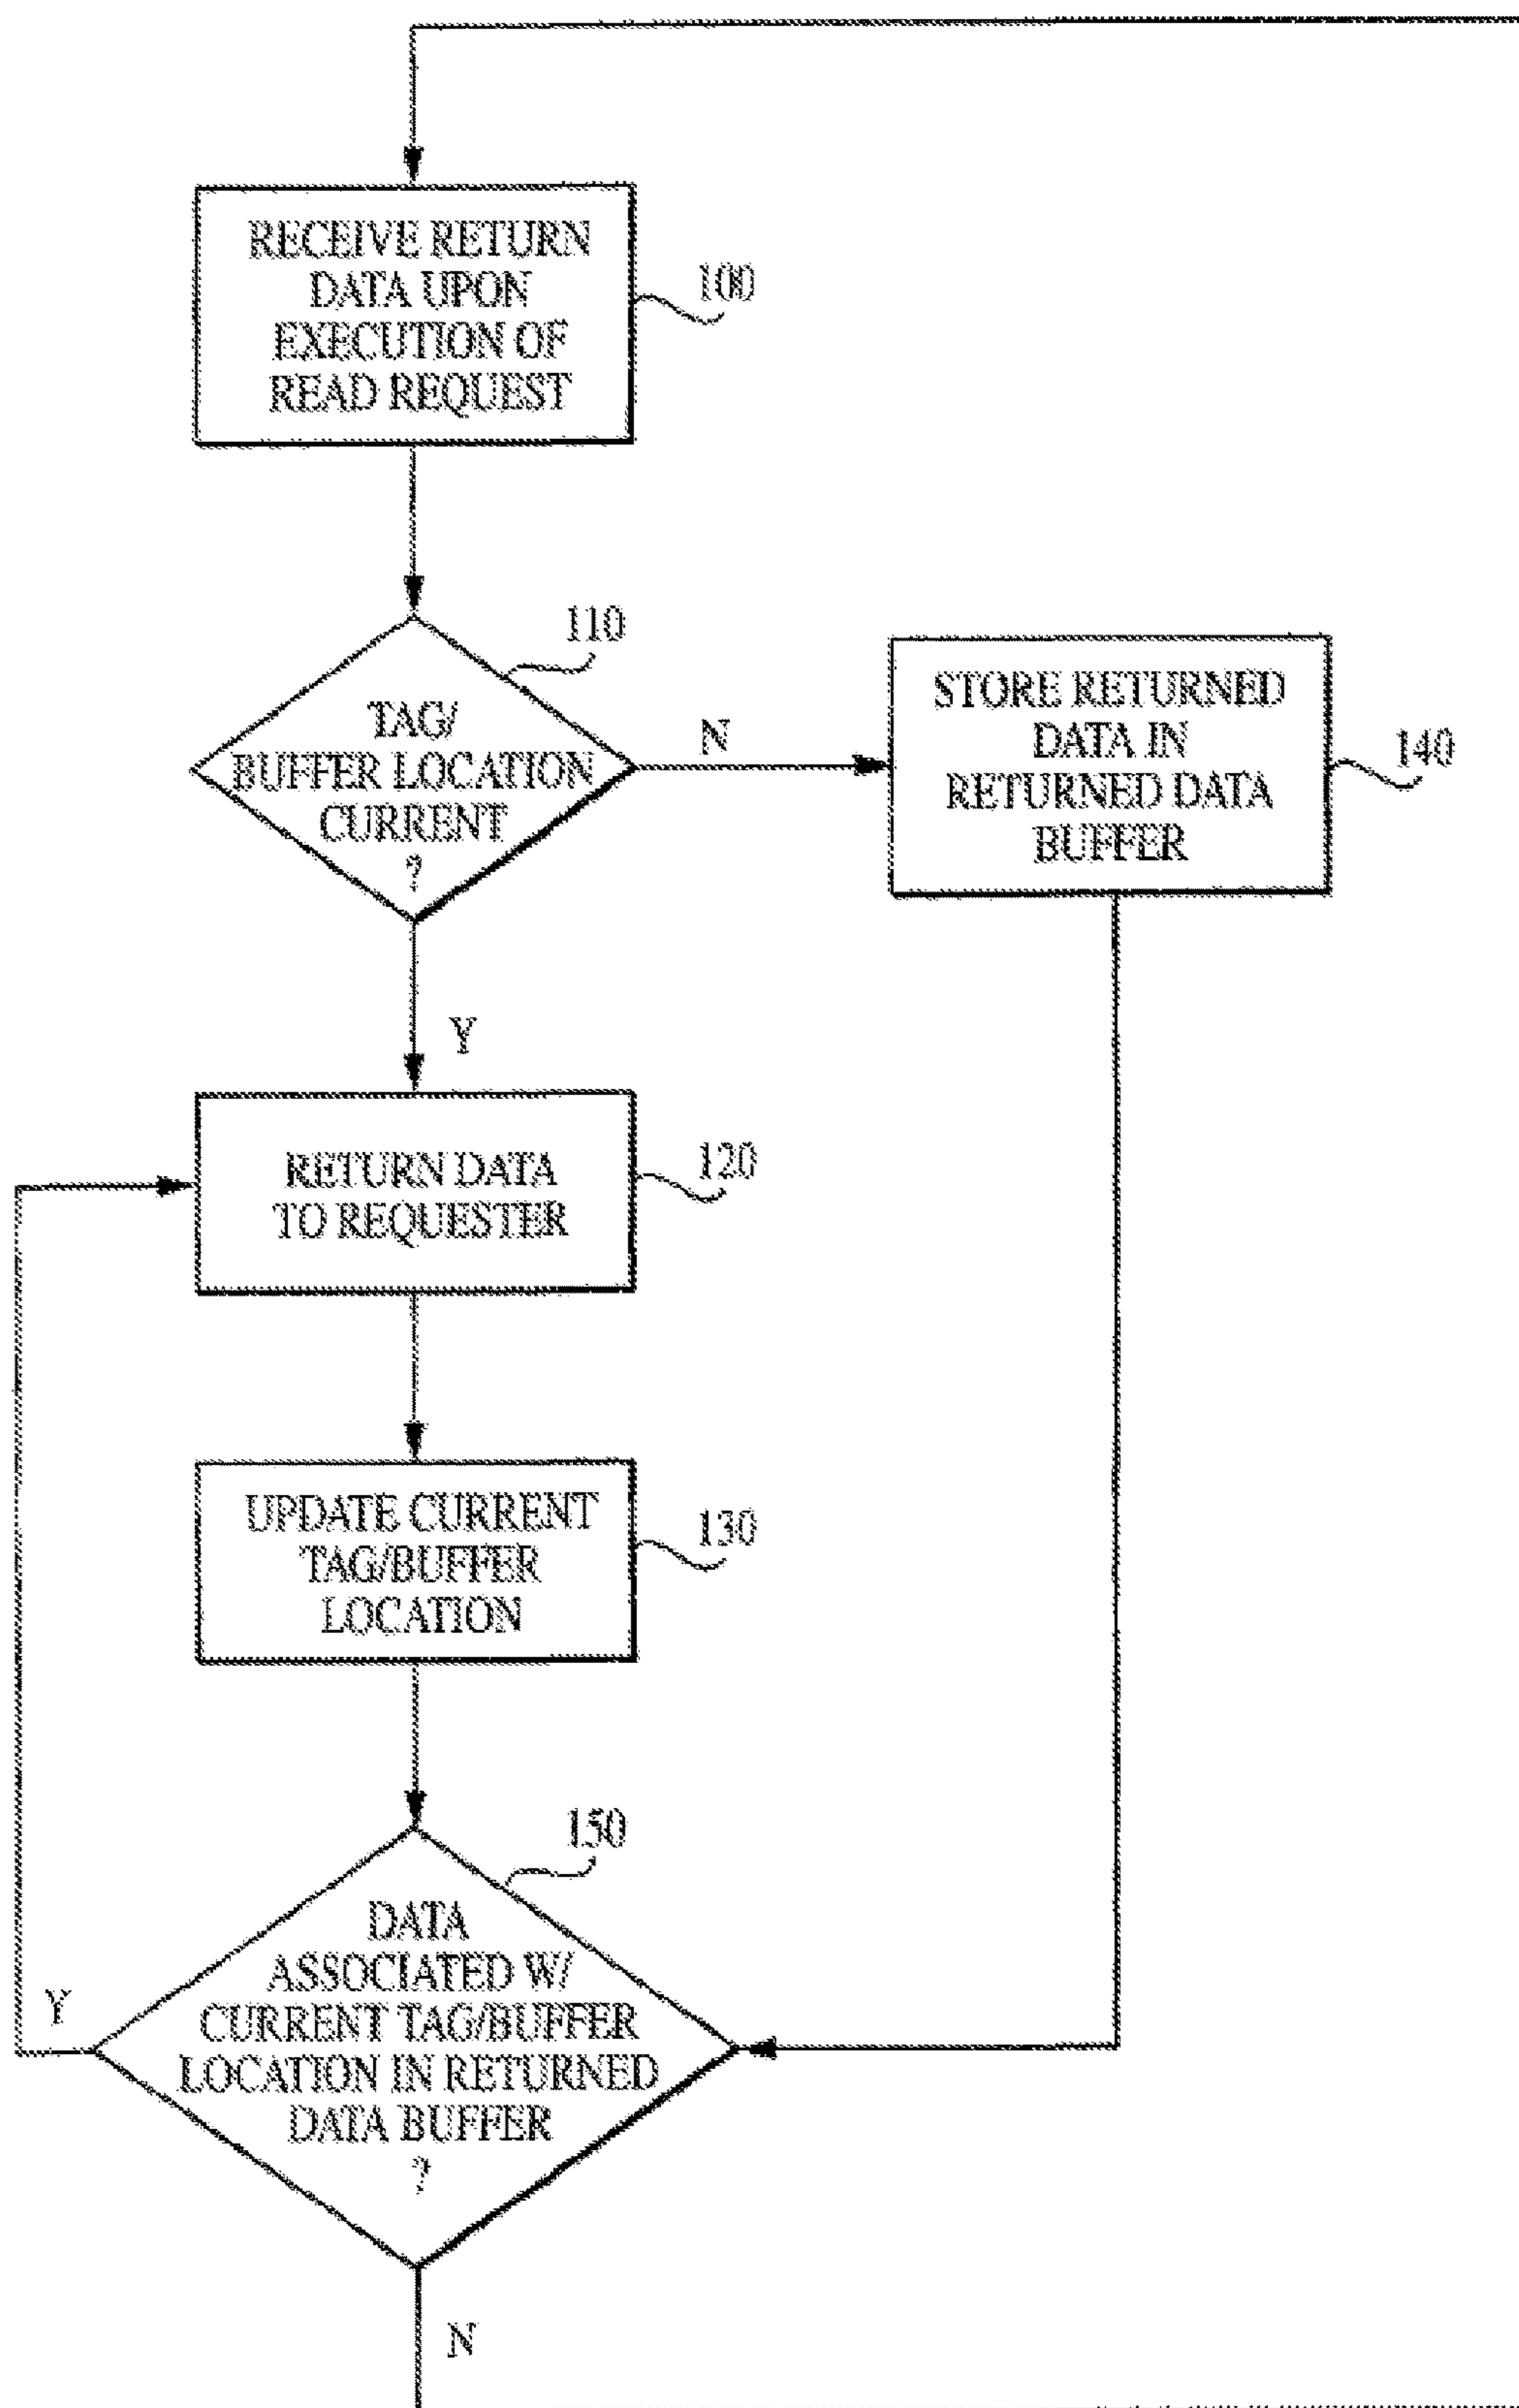 RECEIVE RETURN
DATA UPON
EXECUTION OF
READ REQUEST
100
110
TAG/
BUFFER LOCATION
CURRENT
?
N
STORE RETURNED
DATA IN
RETURNED DATA
BUFFER
140
Y
RETURN DATA
TO REQUESTER
120
UPDATE CURRENT
TAG/BUFFER
LOCATION
130
150
DATA
ASSOCIATED W/
CURRENT TAG/BUFFER
LOCATION IN RETURNED
DATA BUFFER
?
Y
N